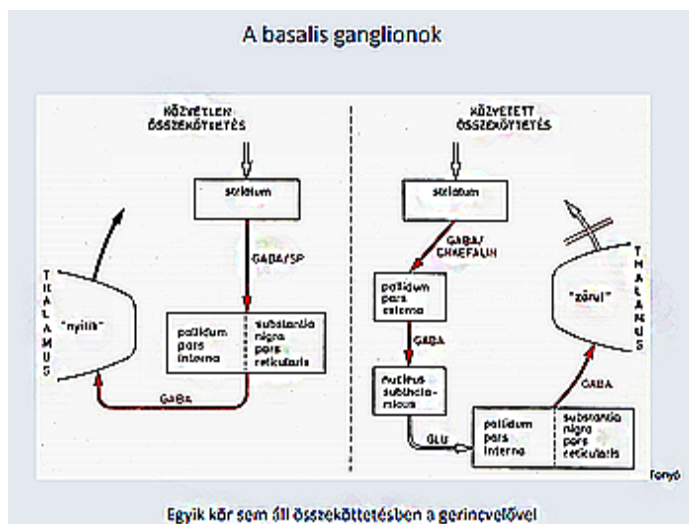 A basalis ganglionok
KÖZVETLEN
ÖSSZEKÖTTETÉS
striatum
GABA/SP
THALAMUS
"nyílik"
pallidum
pars
interna
substantia
nigra
pars
reticularis
GABA
KÖZVETETT
ÖSSZEKÖTTETÉS
striatum
GABA/
ENKEFALIN
pallidum
pars
externa
GABA
nucleus
subthala-
micus
GLU
pallidum
pars
interna
substantia
nigra
pars
reticularis
GABA
"zárul"
THALAMUS
Fonyó
Egyik kör sem áll összeköttetésben a gerincvelővel